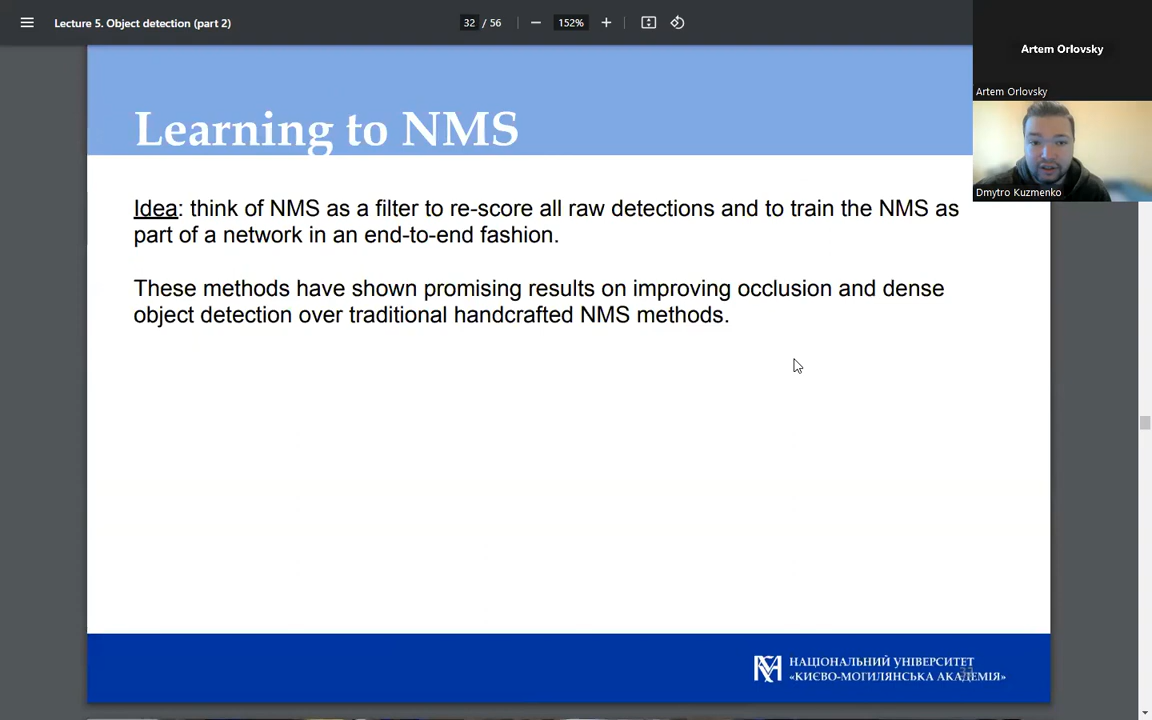 Lecture 5. Object detection (part 2)
32 / 56
152%
Artem Orlovsky
Artem Orlovsky
Dmytro Kuzmenko
Learning to NMS
Idea: think of NMS as a filter to re-score all raw detections and to train the NMS as
part of a network in an end-to-end fashion.
These methods have shown promising results on improving occlusion and dense
object detection over traditional handcrafted NMS methods.
НАЦІОНАЛЬНИЙ УНІВЕРСИТЕТ
«КИЄВО-МОГИЛЯНСЬКА АКАДЕМІЯ»